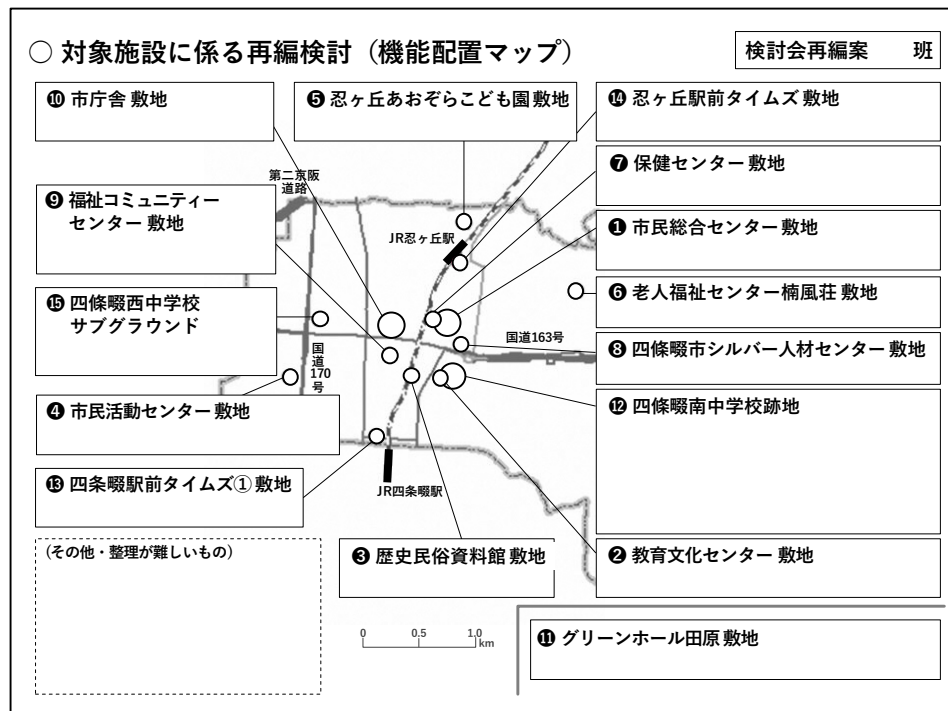 ○ 対象施設に係る再編検討（機能配置マップ）
検討会再編案 班
❿ 市庁舎 敷地
❺ 忍ヶ丘あおぞらこども園 敷地
⓮ 忍ヶ丘駅前タイムズ 敷地
❼ 保健センター 敷地
❾ 福祉コミュニティー
センター 敷地
第二京阪
道路
JR忍ヶ丘駅
❶ 市民総合センター 敷地
❻ 老人福祉センター楠風荘 敷地
⓯ 四條畷西中学校
サブグラウンド
国道163号
国道170号
❽ 四條畷市シルバー人材センター 敷地
❹ 市民活動センター 敷地
⓬ 四條畷南中学校跡地
⓭ 四条畷駅前タイムズ① 敷地
JR四条畷駅
(その他・整理が難しいもの)
❸ 歴史民俗資料館 敷地
❷ 教育文化センター 敷地
0 0.5 1.0
km
⓫ グリーンホール田原 敷地